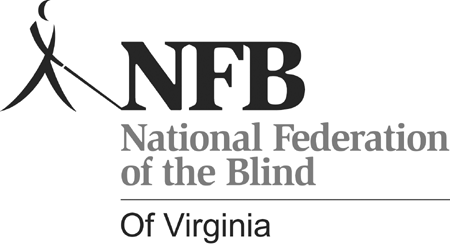 NFB
National Federation
of the Blind
Of Virginia